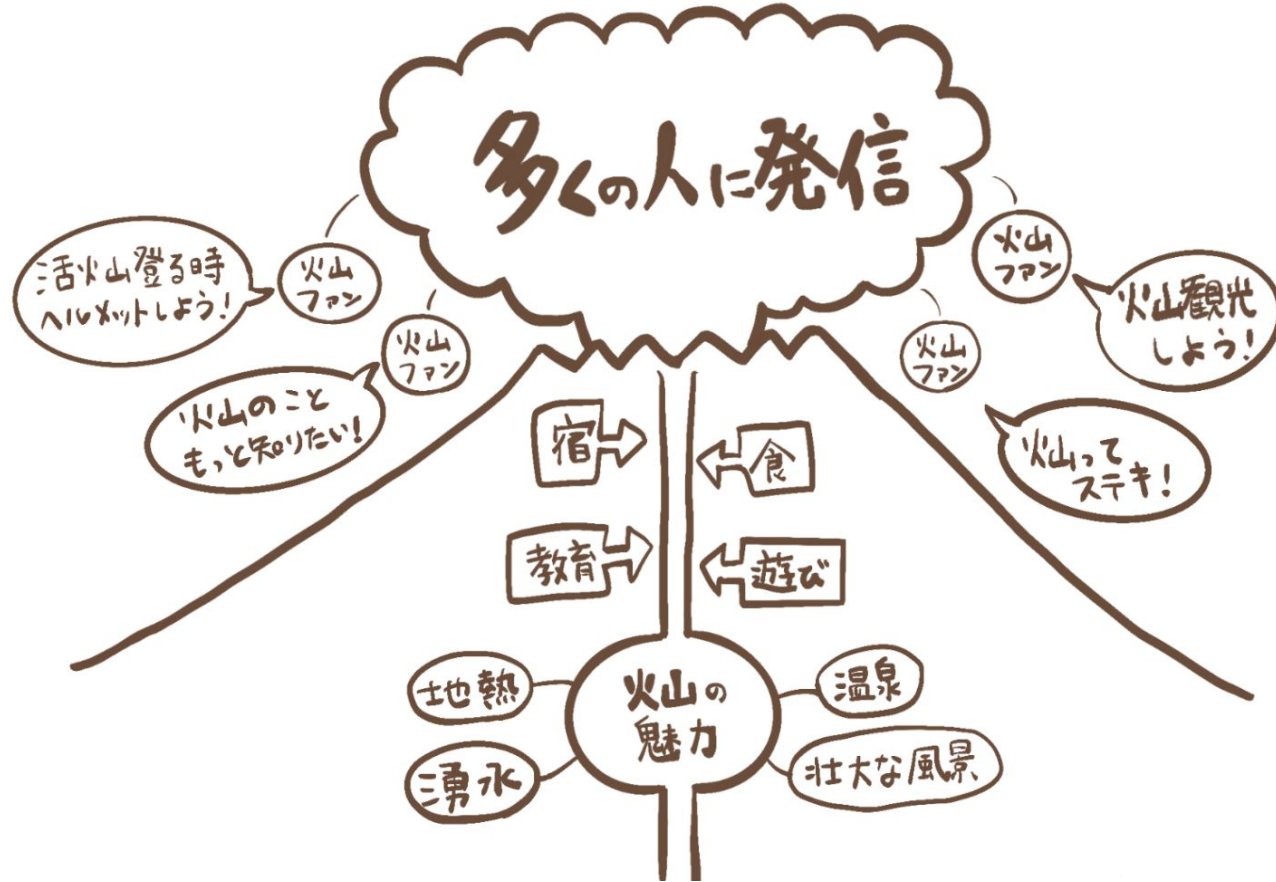 多くの人に発信
活火山登る時
ヘルメットしよう!
火山
ファン
火山
ファン
火山のこと
もっと知りたい!
火山
ファン
火山観光
しよう!
火山
ファン
火山って
ステキ!
宿
食
教育
遊び
火山の
魅力
地熱
温泉
湧水
壮大な風景